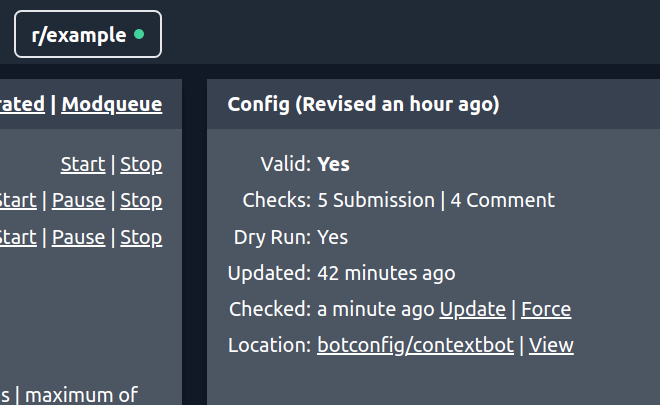 r/example
rated | Modqueue
Start | Stop
Start | Pause | Stop
Start | Pause | Stop
s | maximum of
Config (Revised an hour ago)
Valid: Yes
Checks: 5 Submission | 4 Comment
Dry Run: Yes
Updated: 42 minutes ago
Checked: a minute ago Update | Force
Location: botconfig/contextbot | View